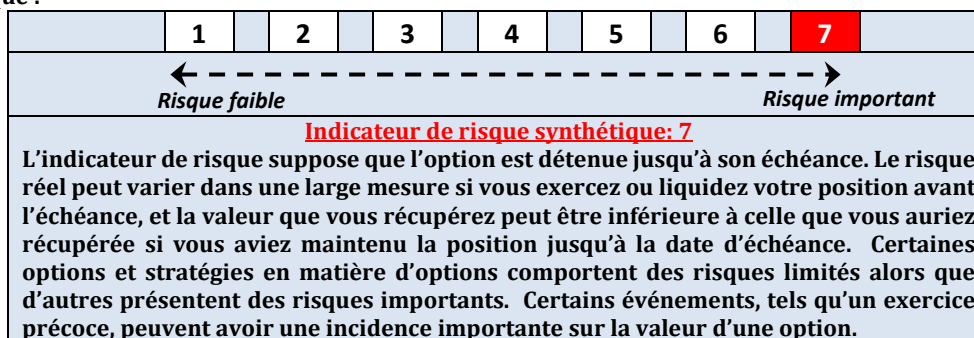 que :
1 2 3 4 5 6 7
Risque faible Risque important
Indicateur de risque synthétique: 7
L'indicateur de risque suppose que l'option est détenue jusqu'à son échéance. Le risque
réel peut varier dans une large mesure si vous exercez ou liquidez votre position avant
l'échéance, et la valeur que vous récupérez peut être inférieure à celle que vous auriez
récupérée si vous aviez maintenu la position jusqu'à la date d'échéance. Certaines
options et stratégies en matière d'options comportent des risques limités alors que
d'autres présentent des risques importants. Certains événements, tels qu'un exercice
précoce, peuvent avoir une incidence importante sur la valeur d'une option.